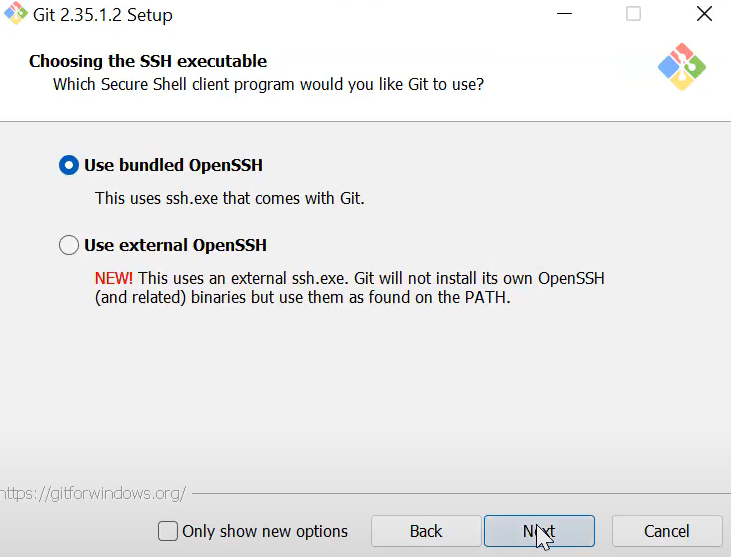 Git 2.35.1.2 Setup
Choosing the SSH executable
Which Secure Shell client program would you like Git to use?
Use bundled OpenSSH
This uses ssh.exe that comes with Git.
Use external OpenSSH
NEW! This uses an external ssh.exe. Git will not install its own OpenSSH
(and related) binaries but use them as found on the PATH.
https://gitforwindows.org/
Only show new options
Back
Next
Cancel